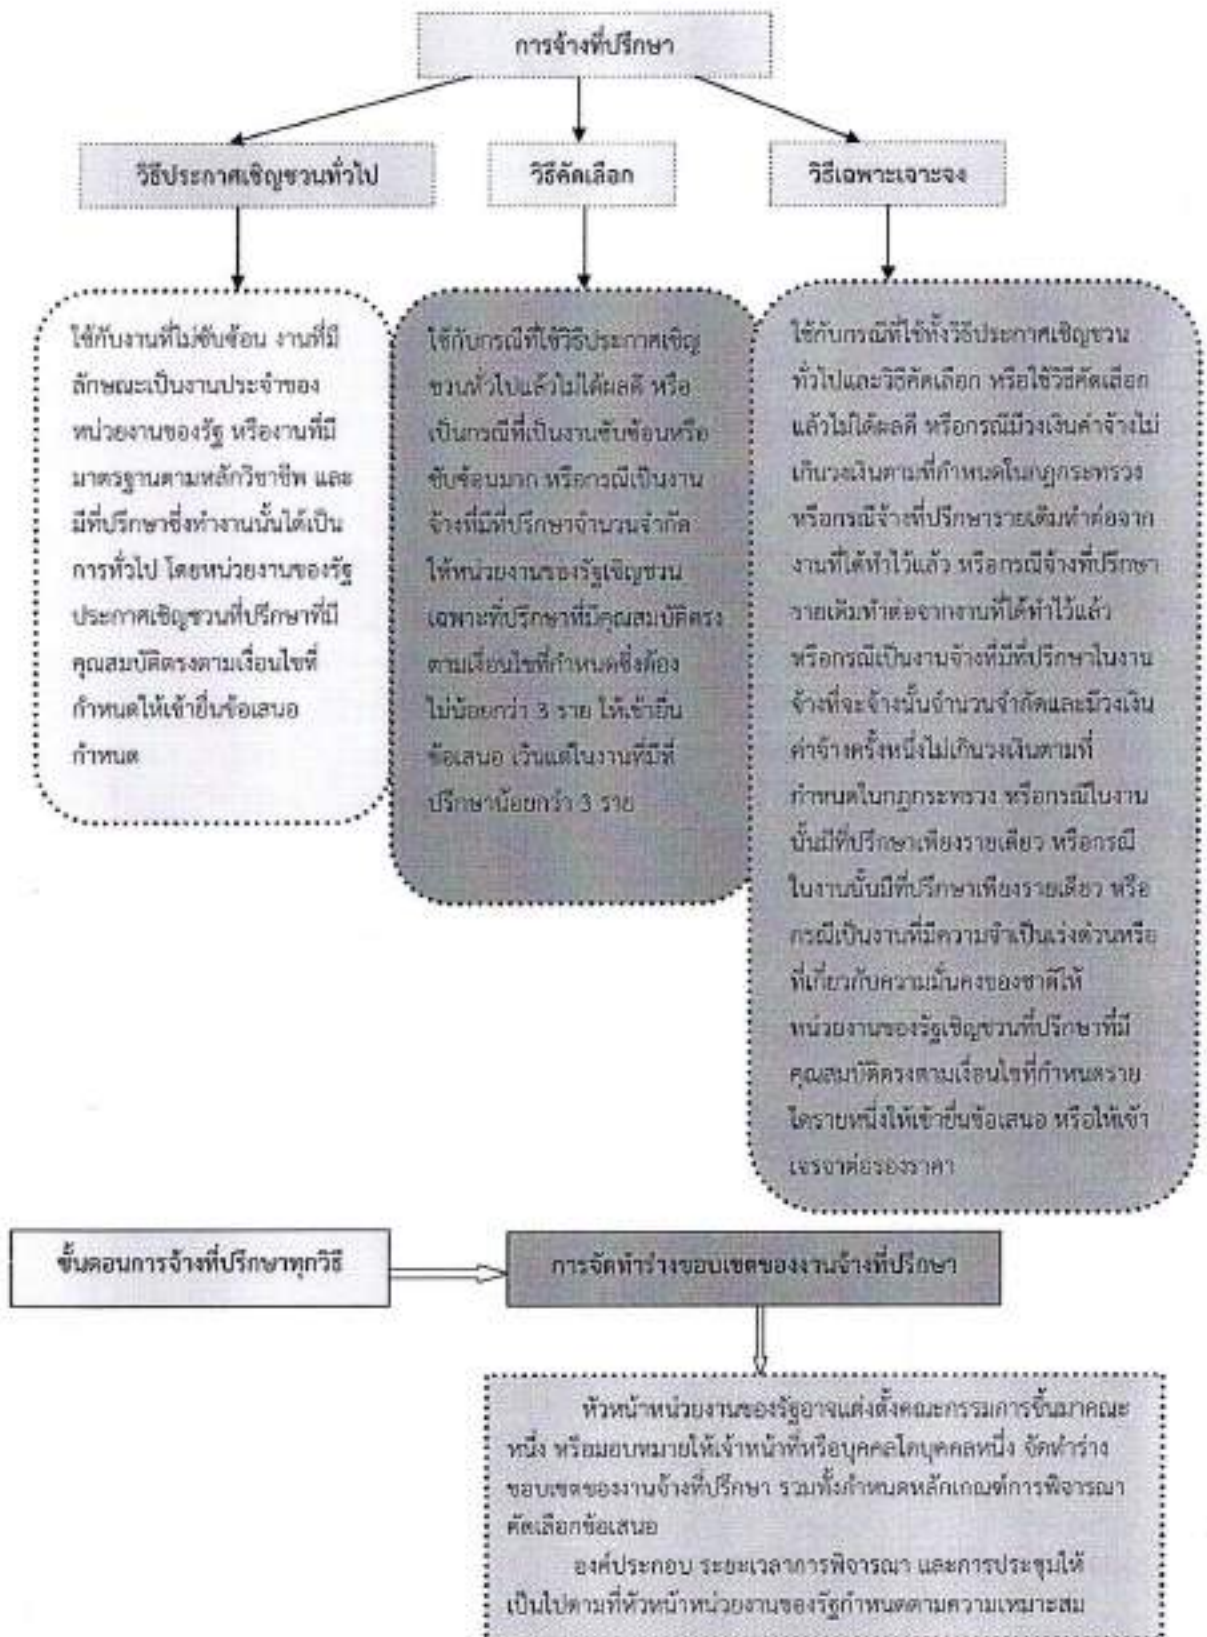 การจ้างที่ปรึกษา
วิธีประกาศเชิญชวนทั่วไป
วิธีคัดเลือก
วิธีเฉพาะเจาะจง
ใช้กับงานที่ไม่ซับซ้อน งานที่มี
ลักษณะเป็นงานประจำของ
หน่วยงานของรัฐ หรืองานที่มี
มาตรฐานตามหลักวิชาชีพ และ
มีที่ปรึกษาซึ่งทำงานนั้นได้เป็น
การทั่วไป โดยหน่วยงานของรัฐ
ประกาศเชิญชวนที่ปรึกษาที่มี
คุณสมบัติตรงตามเงื่อนไขที่
กำหนดให้เข้ายื่นข้อเสนอ
กำหนด
ใช้กับกรณีที่ใช้วิธีประกาศเชิญ
ชวนทั่วไปแล้วไม่ได้ผลดี หรือ
เป็นกรณีที่เป็นงานซับซ้อนหรือ
ซับซ้อนมาก หรือกรณีเป็นงาน
จ้างที่มีที่ปรึกษาจำนวนจำกัด
ให้หน่วยงานของรัฐเชิญชวน
เฉพาะที่ปรึกษาที่มีคุณสมบัติตรง
ตามเงื่อนไขที่กำหนดซึ่งต้อง
ไม่น้อยกว่า 3 ราย ให้เข้ายื่น
ข้อเสนอ เว้นแต่ในงานที่มีที่
ปรึกษาน้อยกว่า 3 ราย
ใช้กับกรณีที่ใช้ทั้งวิธีประกาศเชิญชวน
ทั่วไปและวิธีคัดเลือก หรือใช้วิธีคัดเลือก
แล้วไม่ได้ผลดี หรือกรณีมีวงเงินค่าจ้างไม่
เกินวงเงินตามที่กำหนดในกฎกระทรวง
หรือกรณีจ้างที่ปรึกษารายเดิมทำต่อจาก
งานที่ได้ทำไว้แล้ว หรือกรณีจ้างที่ปรึกษา
รายเดิมทำต่อจากงานที่ได้ทำไว้แล้ว
หรือกรณีเป็นงานจ้างที่มีที่ปรึกษาในงาน
จ้างที่จะจ้างนั้นจำนวนจำกัดและมีวงเงิน
ค่าจ้างครั้งหนึ่งไม่เกินวงเงินตามที่
กำหนดในกฎกระทรวง หรือกรณีในงาน
นั้นมีที่ปรึกษาเพียงรายเดียว หรือกรณี
ในงานนั้นมีที่ปรึกษาเพียงรายเดียว หรือ
กรณีเป็นงานที่มีความจำเป็นเร่งด่วนหรือ
ที่เกี่ยวกับความมั่นคงของชาติให้
หน่วยงานของรัฐเชิญชวนที่ปรึกษาที่มี
คุณสมบัติตรงตามเงื่อนไขที่กำหนดราย
ใดรายหนึ่งให้เข้ายื่นข้อเสนอ หรือให้เข้า
เจรจาต่อรองราคา
ขั้นตอนการจ้างที่ปรึกษาทุกวิธี
การจัดทำร่างขอบเขตของงานจ้างที่ปรึกษา
หัวหน้าหน่วยงานของรัฐอาจแต่งตั้งคณะกรรมการขึ้นมาคณะ
หนึ่ง หรือมอบหมายให้เจ้าหน้าที่หรือบุคคลใดบุคคลหนึ่ง จัดทำร่าง
ขอบเขตของงานจ้างที่ปรึกษา รวมทั้งกำหนดหลักเกณฑ์การพิจารณา
คัดเลือกข้อเสนอ
องค์ประกอบ ระยะเวลาการพิจารณา และการประชุมให้
เป็นไปตามที่หัวหน้าหน่วยงานของรัฐกำหนดตามความเหมาะสม